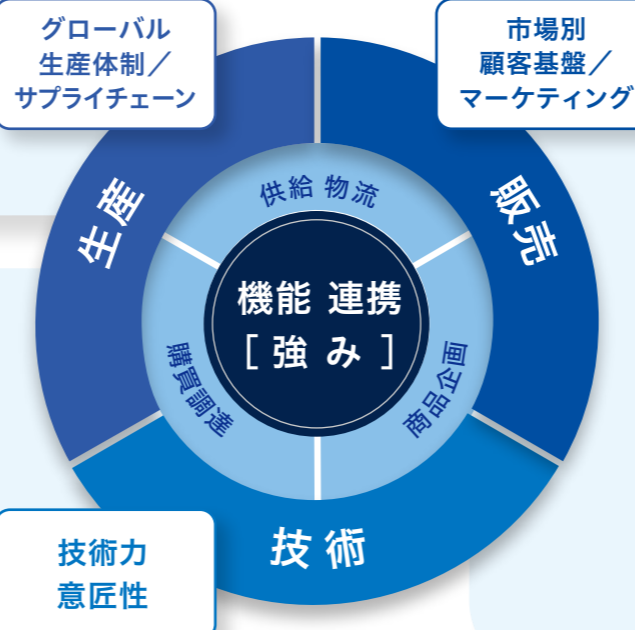 グローバル
生産体制／
サプライチェーン
市場別
顧客基盤／
マーケティング
生産
販売
供給 物流
機能 連携
［ 強 み ］
購買調達
商品企画
技術
技術力
意匠性